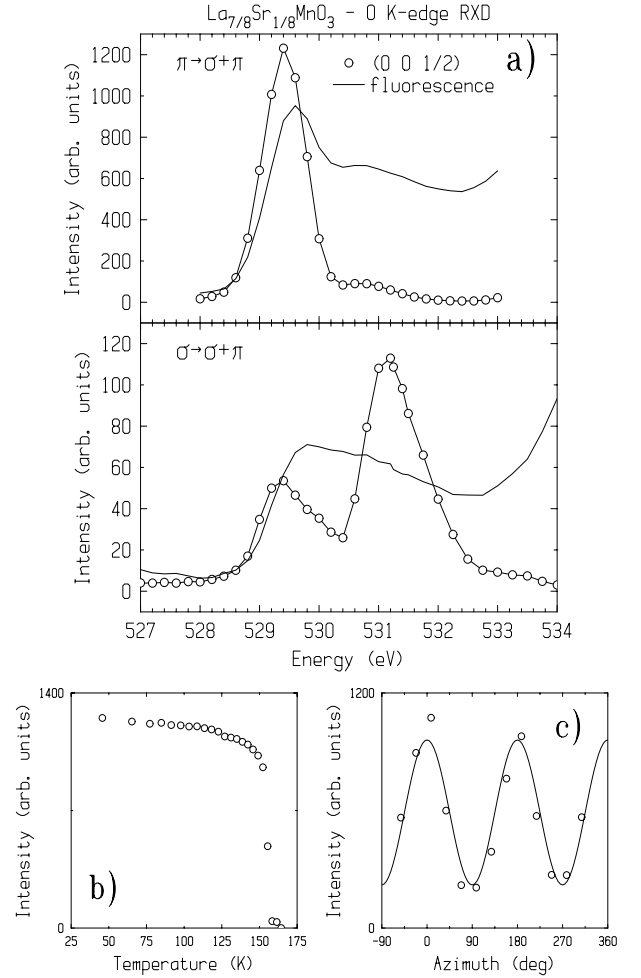 La7/8Sr1/8MnO3 - O K-edge RXD
π→σ+π
(0 0 1/2)
fluorescence
a)
Intensity (arb. units)
1200
1000
800
600
400
200
0
σ→σ+π
Intensity (arb. units)
120
100
80
60
40
20
0
527 528 529 530 531 532 533 534
Energy (eV)
1400
0
Intensity (arb. units)
b)
25 50 75 100 125 150 175
Temperature (K)
1200
0
Intensity (arb. units)
c)
-90 0 90 180 270 360
Azimuth (deg)